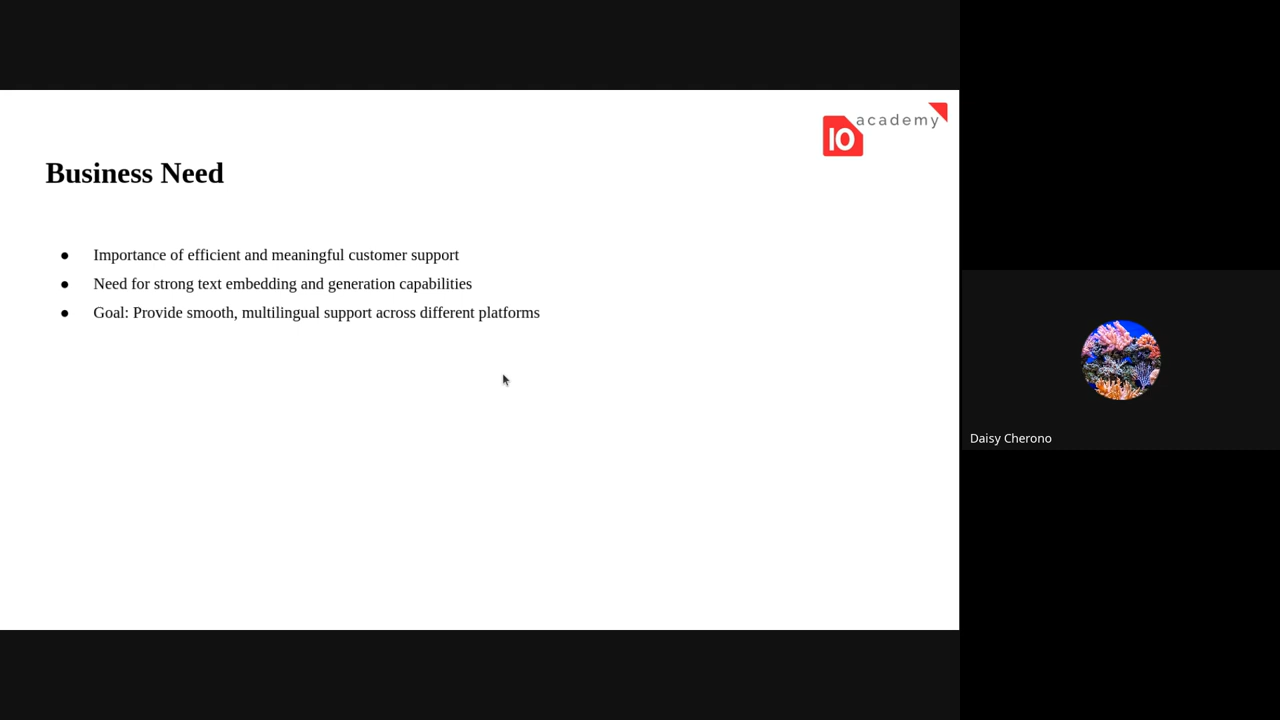 10 academy
Business Need
● Importance of efficient and meaningful customer support
● Need for strong text embedding and generation capabilities
● Goal: Provide smooth, multilingual support across different platforms
Daisy Cherono